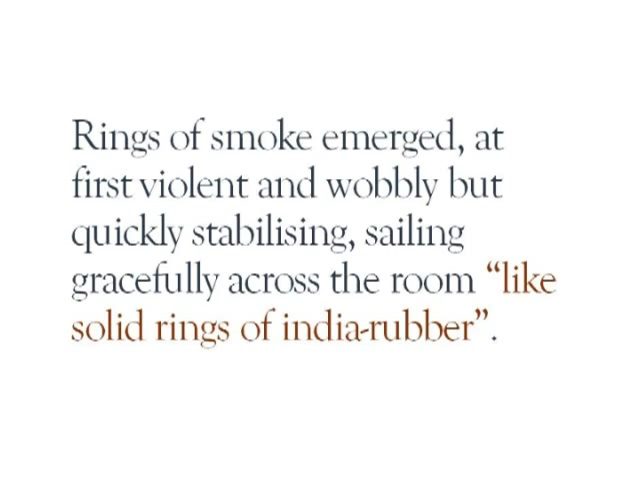 Rings of smoke emerged, at
first violent and wobbly but
quickly stabilising, sailing
gracefully across the room “like
solid rings of india-rubber”.